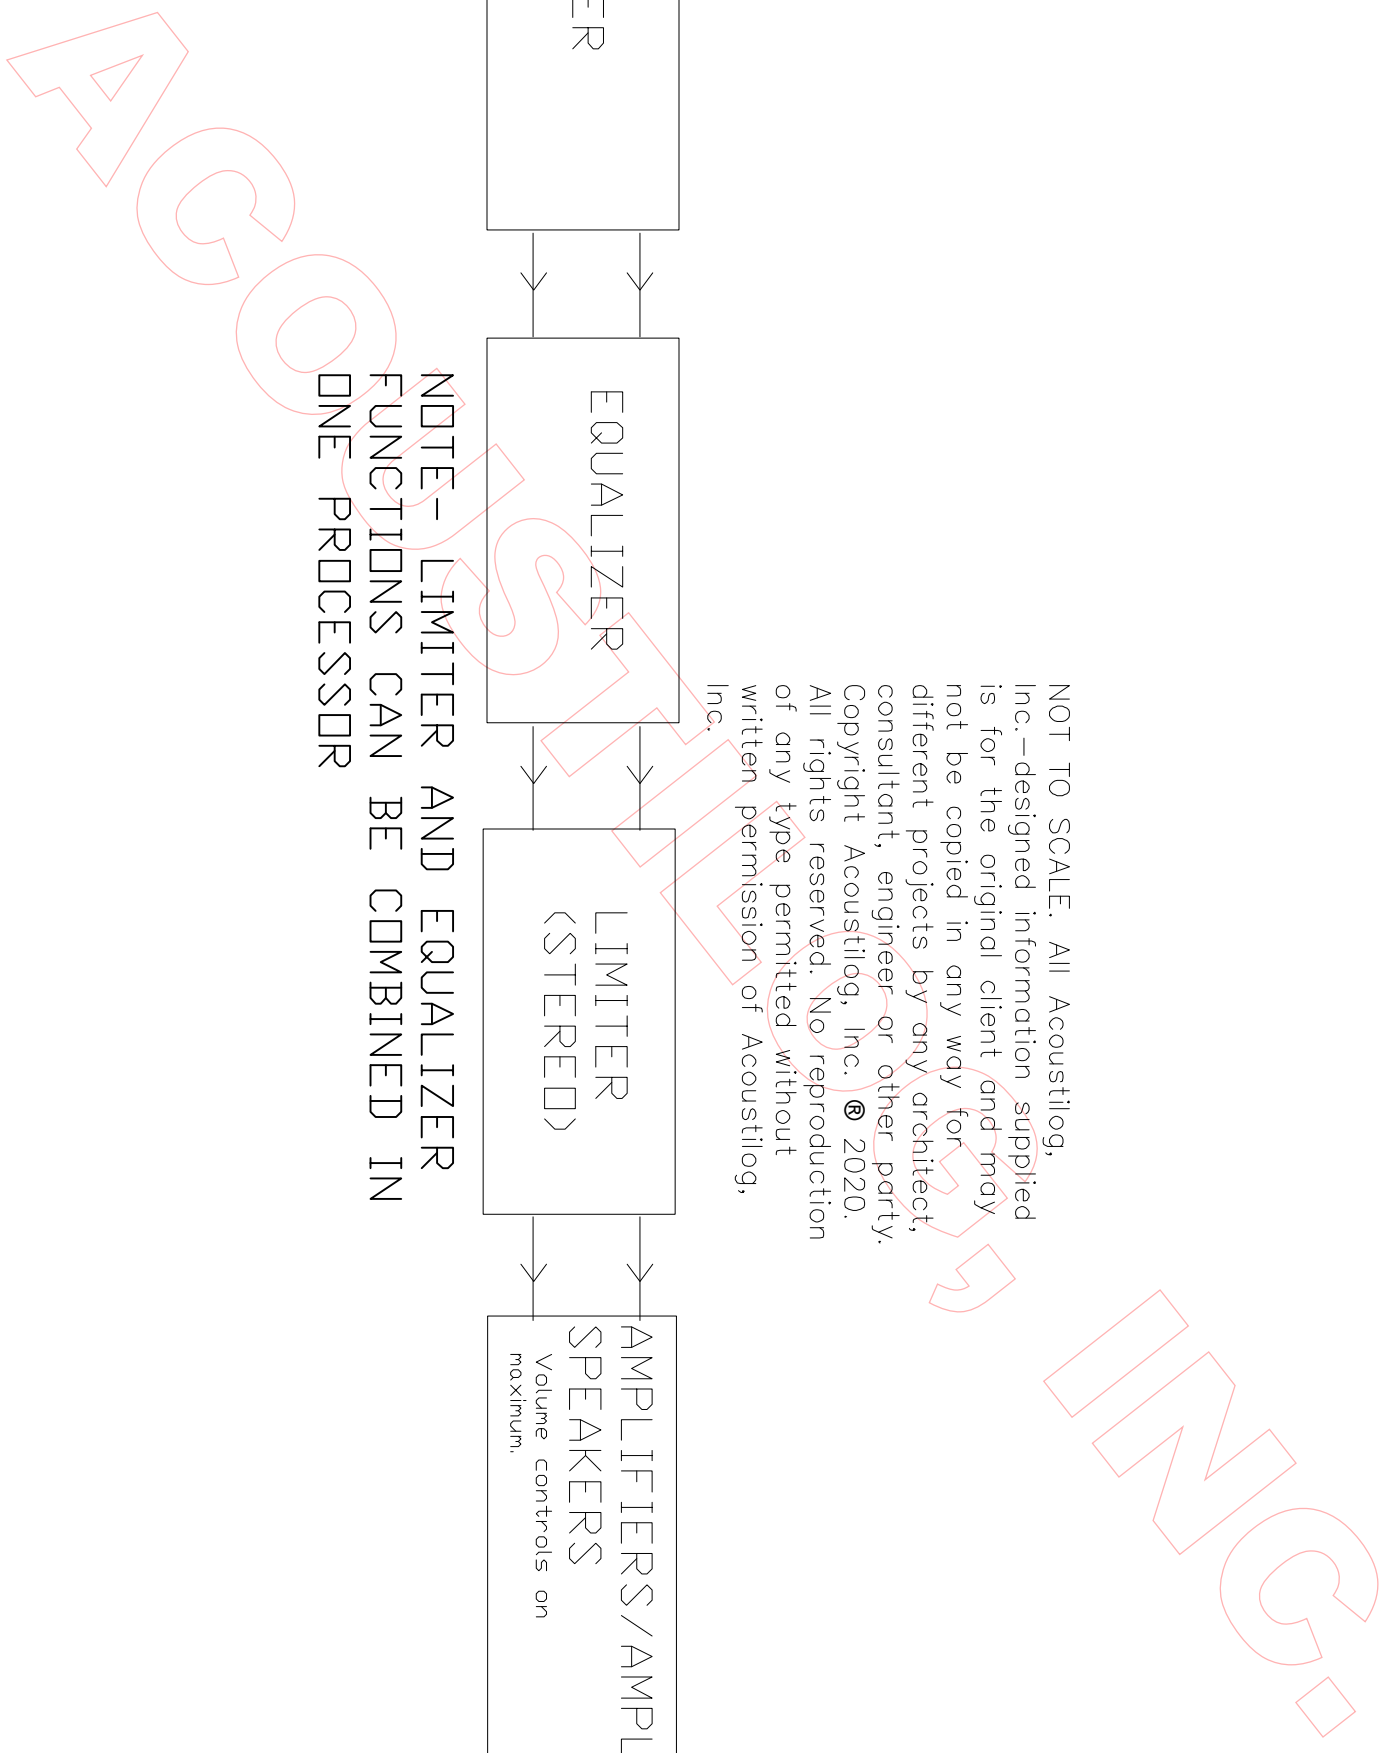 NOT TO SCALE. All Acoustilog,
Inc.-designed information supplied
is for the original client and may
not be copied in any way for
different projects by any architect,
consultant, engineer or other party.
Copyright Acoustilog, Inc. ® 2020.
All rights reserved. No reproduction
of any type permitted without
written permission of Acoustilog,
Inc.
ER
EQUALIZER
LIMITER
(STEREO)
AMPLIFIERS/AMPL
SPEAKERS
Volume controls on
maximum.
NOTE- LIMITER AND EQUALIZER
FUNCTIONS CAN BE COMBINED IN
ONE PROCESSOR
ACOUSTILOG, INC.